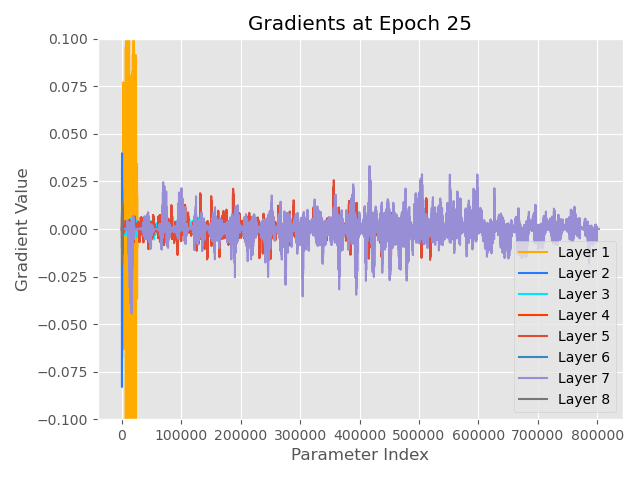 Gradients at Epoch 25
Gradient Value
0.100
0.075
0.050
0.025
0.000
−0.025
−0.050
−0.075
−0.100
0 100000 200000 300000 400000 500000 600000 700000 800000
Parameter Index
Layer 1
Layer 2
Layer 3
Layer 4
Layer 5
Layer 6
Layer 7
Layer 8